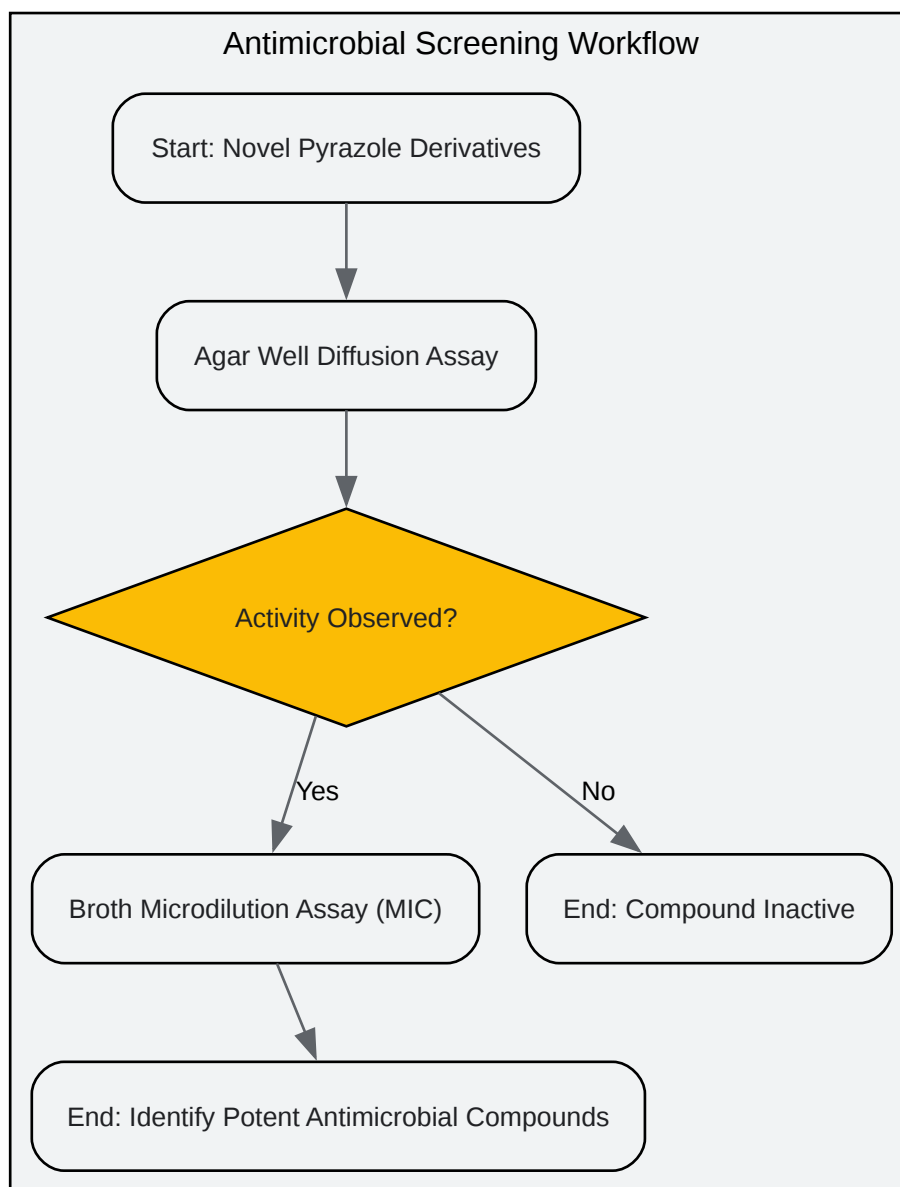 Antimicrobial Screening Workflow
Start: Novel Pyrazole Derivatives
Agar Well Diffusion Assay
Activity Observed?
Yes
No
Broth Microdilution Assay (MIC)
End: Compound Inactive
End: Identify Potent Antimicrobial Compounds